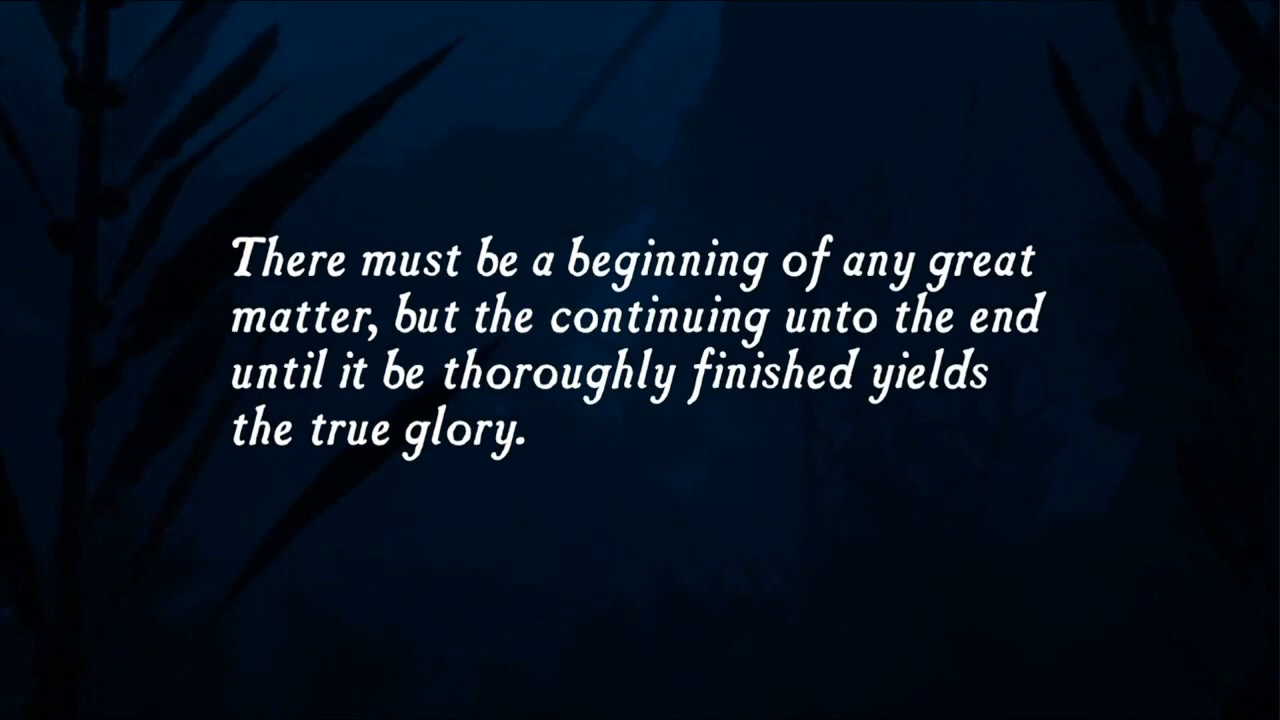 There must be a beginning of any great
matter, but the continuing unto the end
until it be thoroughly finished yields
the true glory.